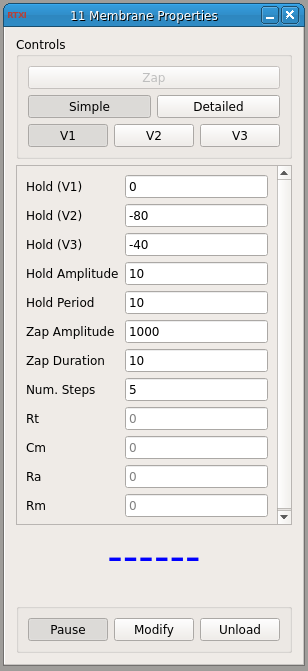 RTXI 11 Membrane Properties
Controls
Zap
Simple Detailed
V1 V2 V3
Hold (V1) 0
Hold (V2) -80
Hold (V3) -40
Hold Amplitude 10
Hold Period 10
Zap Amplitude 1000
Zap Duration 10
Num. Steps 5
Rt 0
Cm 0
Ra 0
Rm 0
------
Pause Modify Unload